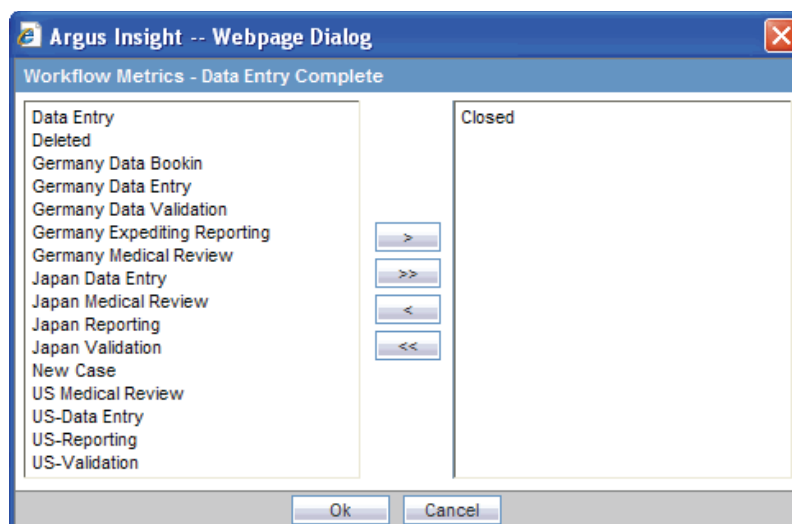 Argus Insight -- Webpage Dialog
Workflow Metrics - Data Entry Complete
Data Entry
Deleted
Germany Data Bookin
Germany Data Entry
Germany Data Validation
Germany Expediting Reporting
Germany Medical Review
Japan Data Entry
Japan Medical Review
Japan Reporting
Japan Validation
New Case
US Medical Review
US-Data Entry
US-Reporting
US-Validation
>
>>
<
<<
Closed
Ok
Cancel